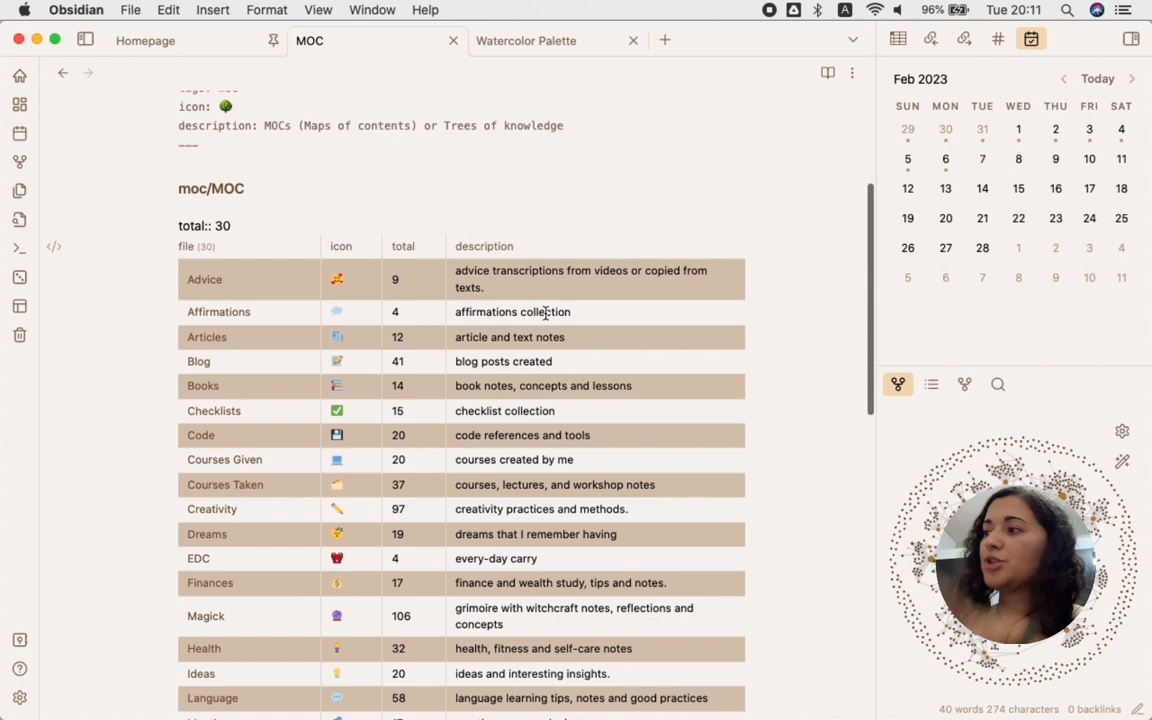 Obsidian File Edit Insert Format View Window Help A 96% Tue 20:11
Homepage MOC Watercolor Palette
icon:
description: MOCs (Maps of contents) or Trees of knowledge
---
moc/MOC
total:: 30
file (30) icon total description
Advice 9 advice transcriptions from videos or copied from
texts.
Affirmations 4 affirmations collection
Articles 12 article and text notes
Blog 41 blog posts created
Books 14 book notes, concepts and lessons
Checklists 15 checklist collection
Code 20 code references and tools
Courses Given 20 courses created by me
Courses Taken 37 courses, lectures, and workshop notes
Creativity 97 creativity practices and methods.
Dreams 19 dreams that I remember having
EDC 4 every-day carry
Finances 17 finance and wealth study, tips and notes.
Magick 106 grimoire with witchcraft notes, reflections and
concepts
Health 32 health, fitness and self-care notes
Ideas 20 ideas and interesting insights.
Language 58 language learning tips, notes and good practices
Feb 2023 Today
SUN MON TUE WED THU FRI SAT
29 30 31 1 2 3 4
5 6 7 8 9 10 11
12 13 14 15 16 17 18
19 20 21 22 23 24 25
26 27 28 1 2 3 4
5 6 7 8 9 10 11
40 words 274 characters 0 backlinks